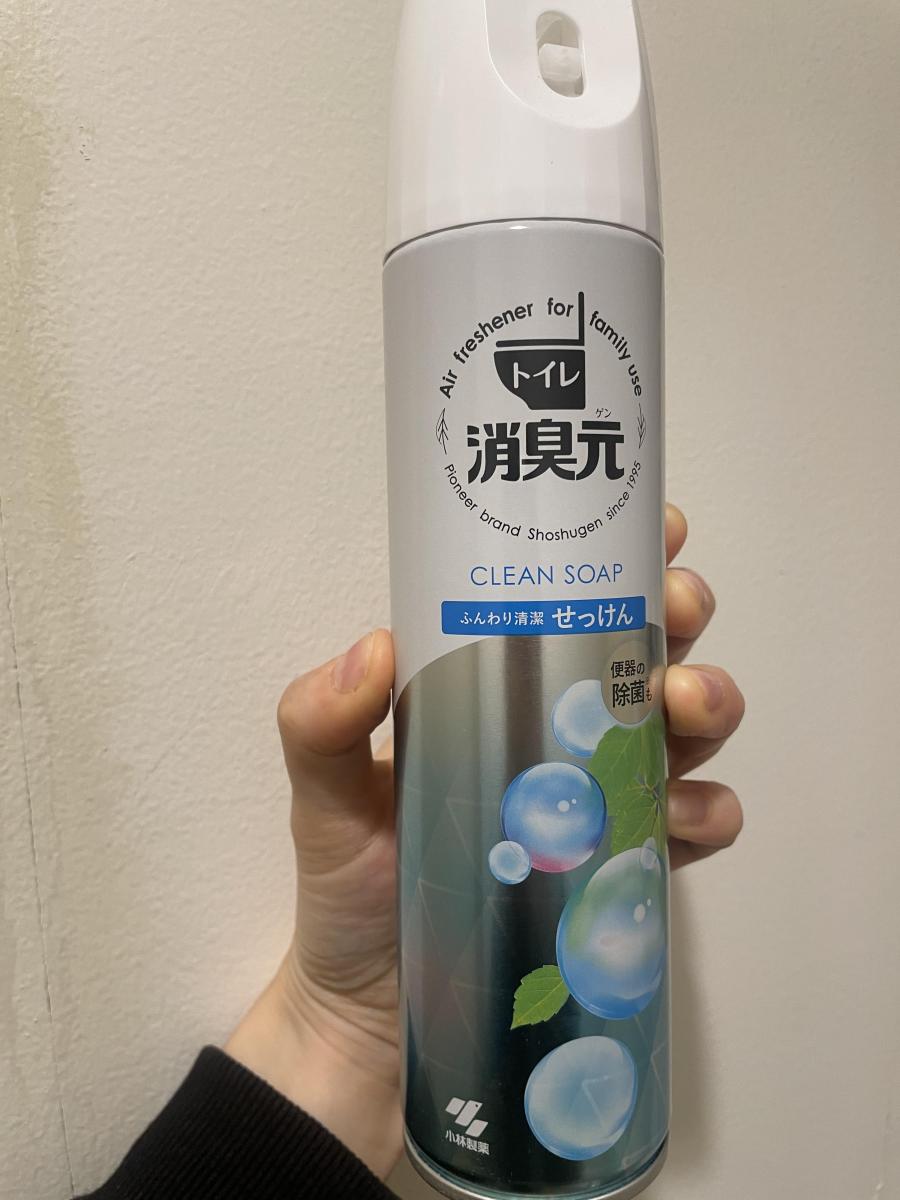 Air freshener for family use
トイレ
ゲン
消臭元
Pioneer brand Shoshugen since 1995
CLEAN SOAP
ふんわり清潔 せっけん
便器の
除菌
も
小林製薬